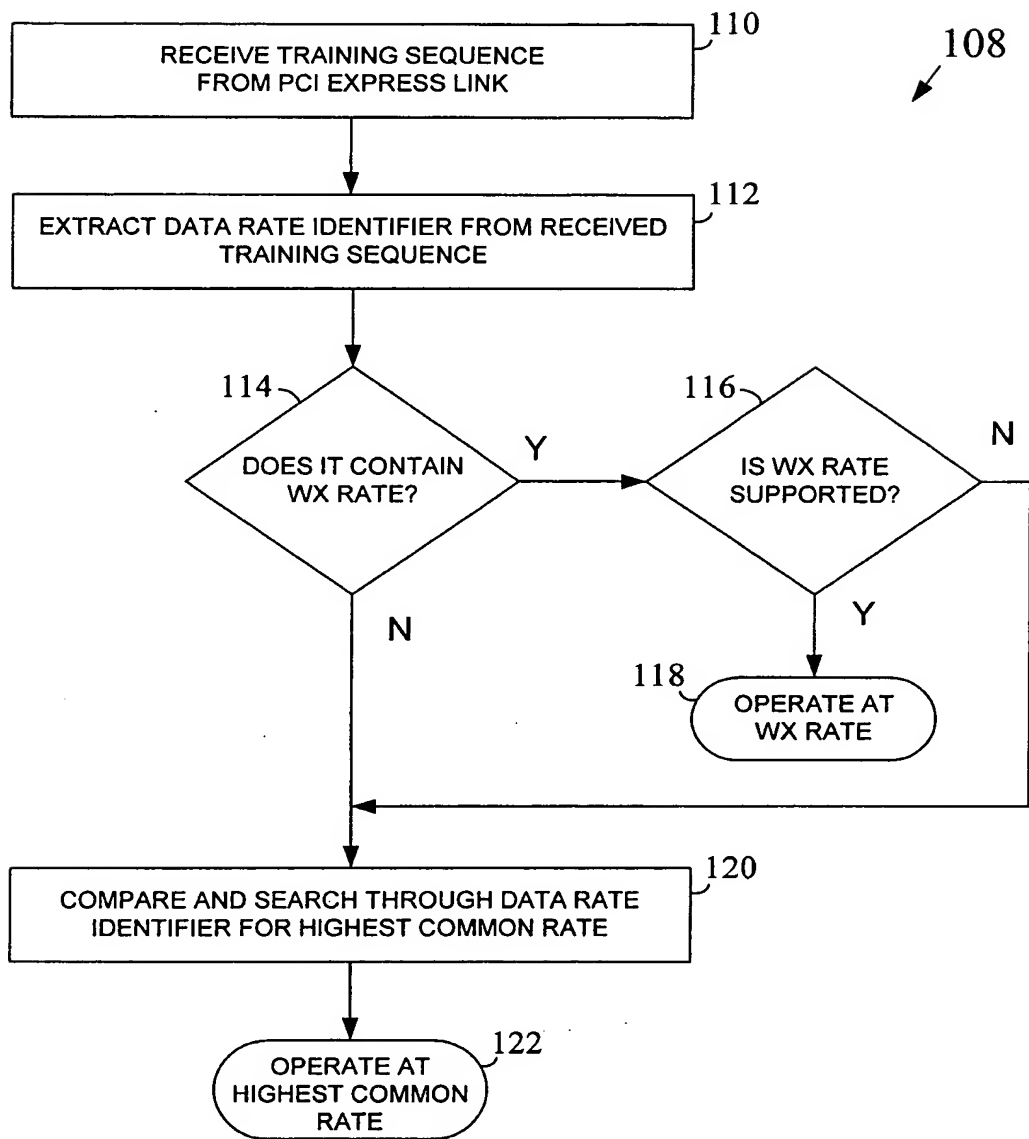 110
108
RECEIVE TRAINING SEQUENCE
FROM PCI EXPRESS LINK
112
EXTRACT DATA RATE IDENTIFIER FROM RECEIVED
TRAINING SEQUENCE
114
116
Y
N
DOES IT CONTAIN
WX RATE?
IS WX RATE
SUPPORTED?
N
Y
118
OPERATE AT
WX RATE
120
COMPARE AND SEARCH THROUGH DATA RATE
IDENTIFIER FOR HIGHEST COMMON RATE
122
OPERATE AT
HIGHEST COMMON
RATE